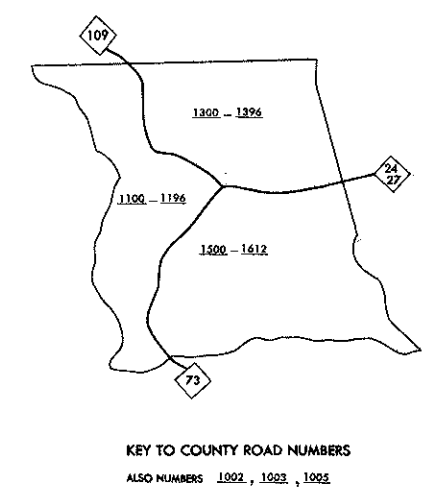 109
1300 – 1396
24
27
1100 – 1196
1500 – 1612
73
KEY TO COUNTY ROAD NUMBERS
ALSO NUMBERS 1002 , 1003 , 1005